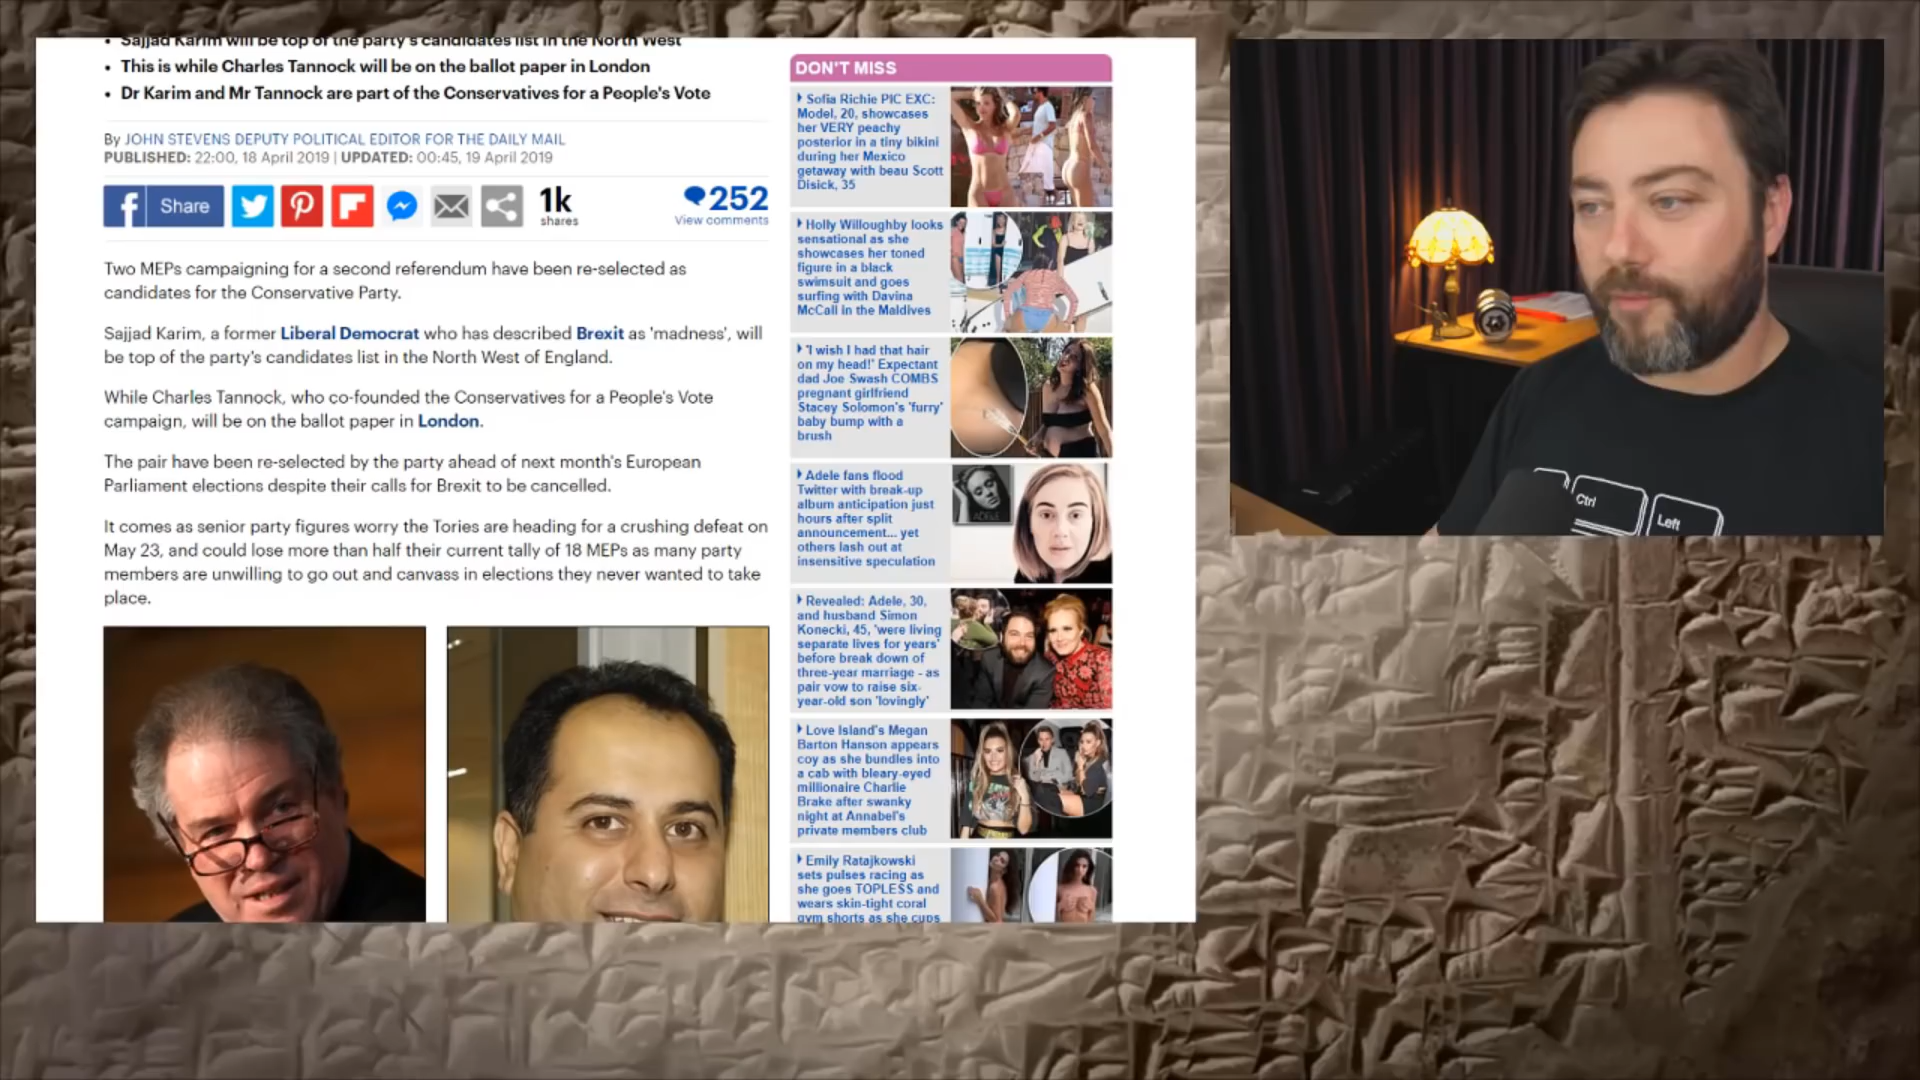 • Sajjad Karim will be top of the party's candidates list in the North West
• This is while Charles Tannock will be on the ballot paper in London
• Dr Karim and Mr Tannock are part of the Conservatives for a People's Vote
By JOHN STEVENS DEPUTY POLITICAL EDITOR FOR THE DAILY MAIL
PUBLISHED: 22:00, 18 April 2019 | UPDATED: 00:45, 19 April 2019
Share
1k
shares
252
View comments
Two MEPs campaigning for a second referendum have been re-selected as
candidates for the Conservative Party.
Sajjad Karim, a former Liberal Democrat who has described Brexit as 'madness', will
be top of the party's candidates list in the North West of England.
While Charles Tannock, who co-founded the Conservatives for a People's Vote
campaign, will be on the ballot paper in London.
The pair have been re-selected by the party ahead of next month's European
Parliament elections despite their calls for Brexit to be cancelled.
It comes as senior party figures worry the Tories are heading for a crushing defeat on
May 23, and could lose more than half their current tally of 18 MEPs as many party
members are unwilling to go out and canvass in elections they never wanted to take
place.
DON'T MISS
Sofia Richie PIC EXC:
Model, 20, showcases
her VERY peachy
posterior in a tiny bikini
during her Mexico
getaway with beau Scott
Disick, 35
Holly Willoughby looks
sensational as she
showcases her toned
figure in a black
swimsuit and goes
surfing with Davina
McCall in the Maldives
'I wish I had that hair
on my head!' Expectant
dad Joe Swash COMBS
pregnant girlfriend
Stacey Solomon's 'furry'
baby bump with a
brush
Adele fans flood
Twitter with break-up
album anticipation just
hours after split
announcement... yet
others lash out at
insensitive speculation
ADELE
Revealed: Adele, 30,
and husband Simon
Konecki, 45, 'were living
separate lives for years'
before break down of
three-year marriage - as
pair vow to raise six-
year-old son 'lovingly'
Love Island's Megan
Barton Hanson appears
coy as she bundles into
a cab with bleary-eyed
millionaire Charlie
Brake after swanky
night at Annabel's
private members club
Emily Ratajkowski
sets pulses racing as
she goes TOPLESS and
wears skin-tight coral
gym shorts as she cups
Ctrl
Left